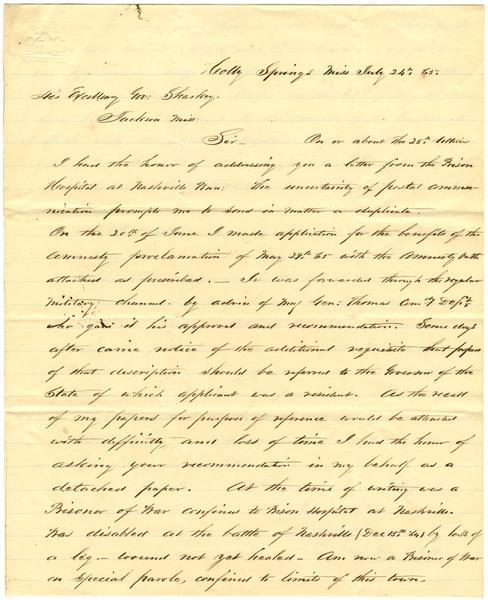 Holly Springs Miss July 24th 65.
His Excellency Gov: Sharkey.
Jackson Miss.
Sir — On or about the 25th ultimo
I had the honor of addressing you a letter from the Prison
Hospital at Nashville Tenn: The uncertainty of postal commu-
nication prompts me to send in matter a duplicate.
On the 20th of June I made application for the benefits of the
amnesty proclamation of May 29th 65 with the amnesty oath
attached as prescribed. — It was forwarded through the regular
military channel by advice of Maj Gen: Thomas Com'g Dept
who gave it his approval and recommendation. Some days
after came notice of the additional requisite that papers
of that description should be referred to the Governor of the
State of which applicant was a resident. As the recall
of my papers for purpose of reference would be attended
with difficulty and loss of time I had the honor of
asking your recommendation in my behalf as a
detached paper. At the time of writing was a
Prisoner of War confined to Prison Hospital at Nashville.
Was disabled at the battle of Nashville (Dec 15th 64) by loss of
a leg — wound not yet healed — Am now a Prisoner of War
on special parole, confined to limits of this town.